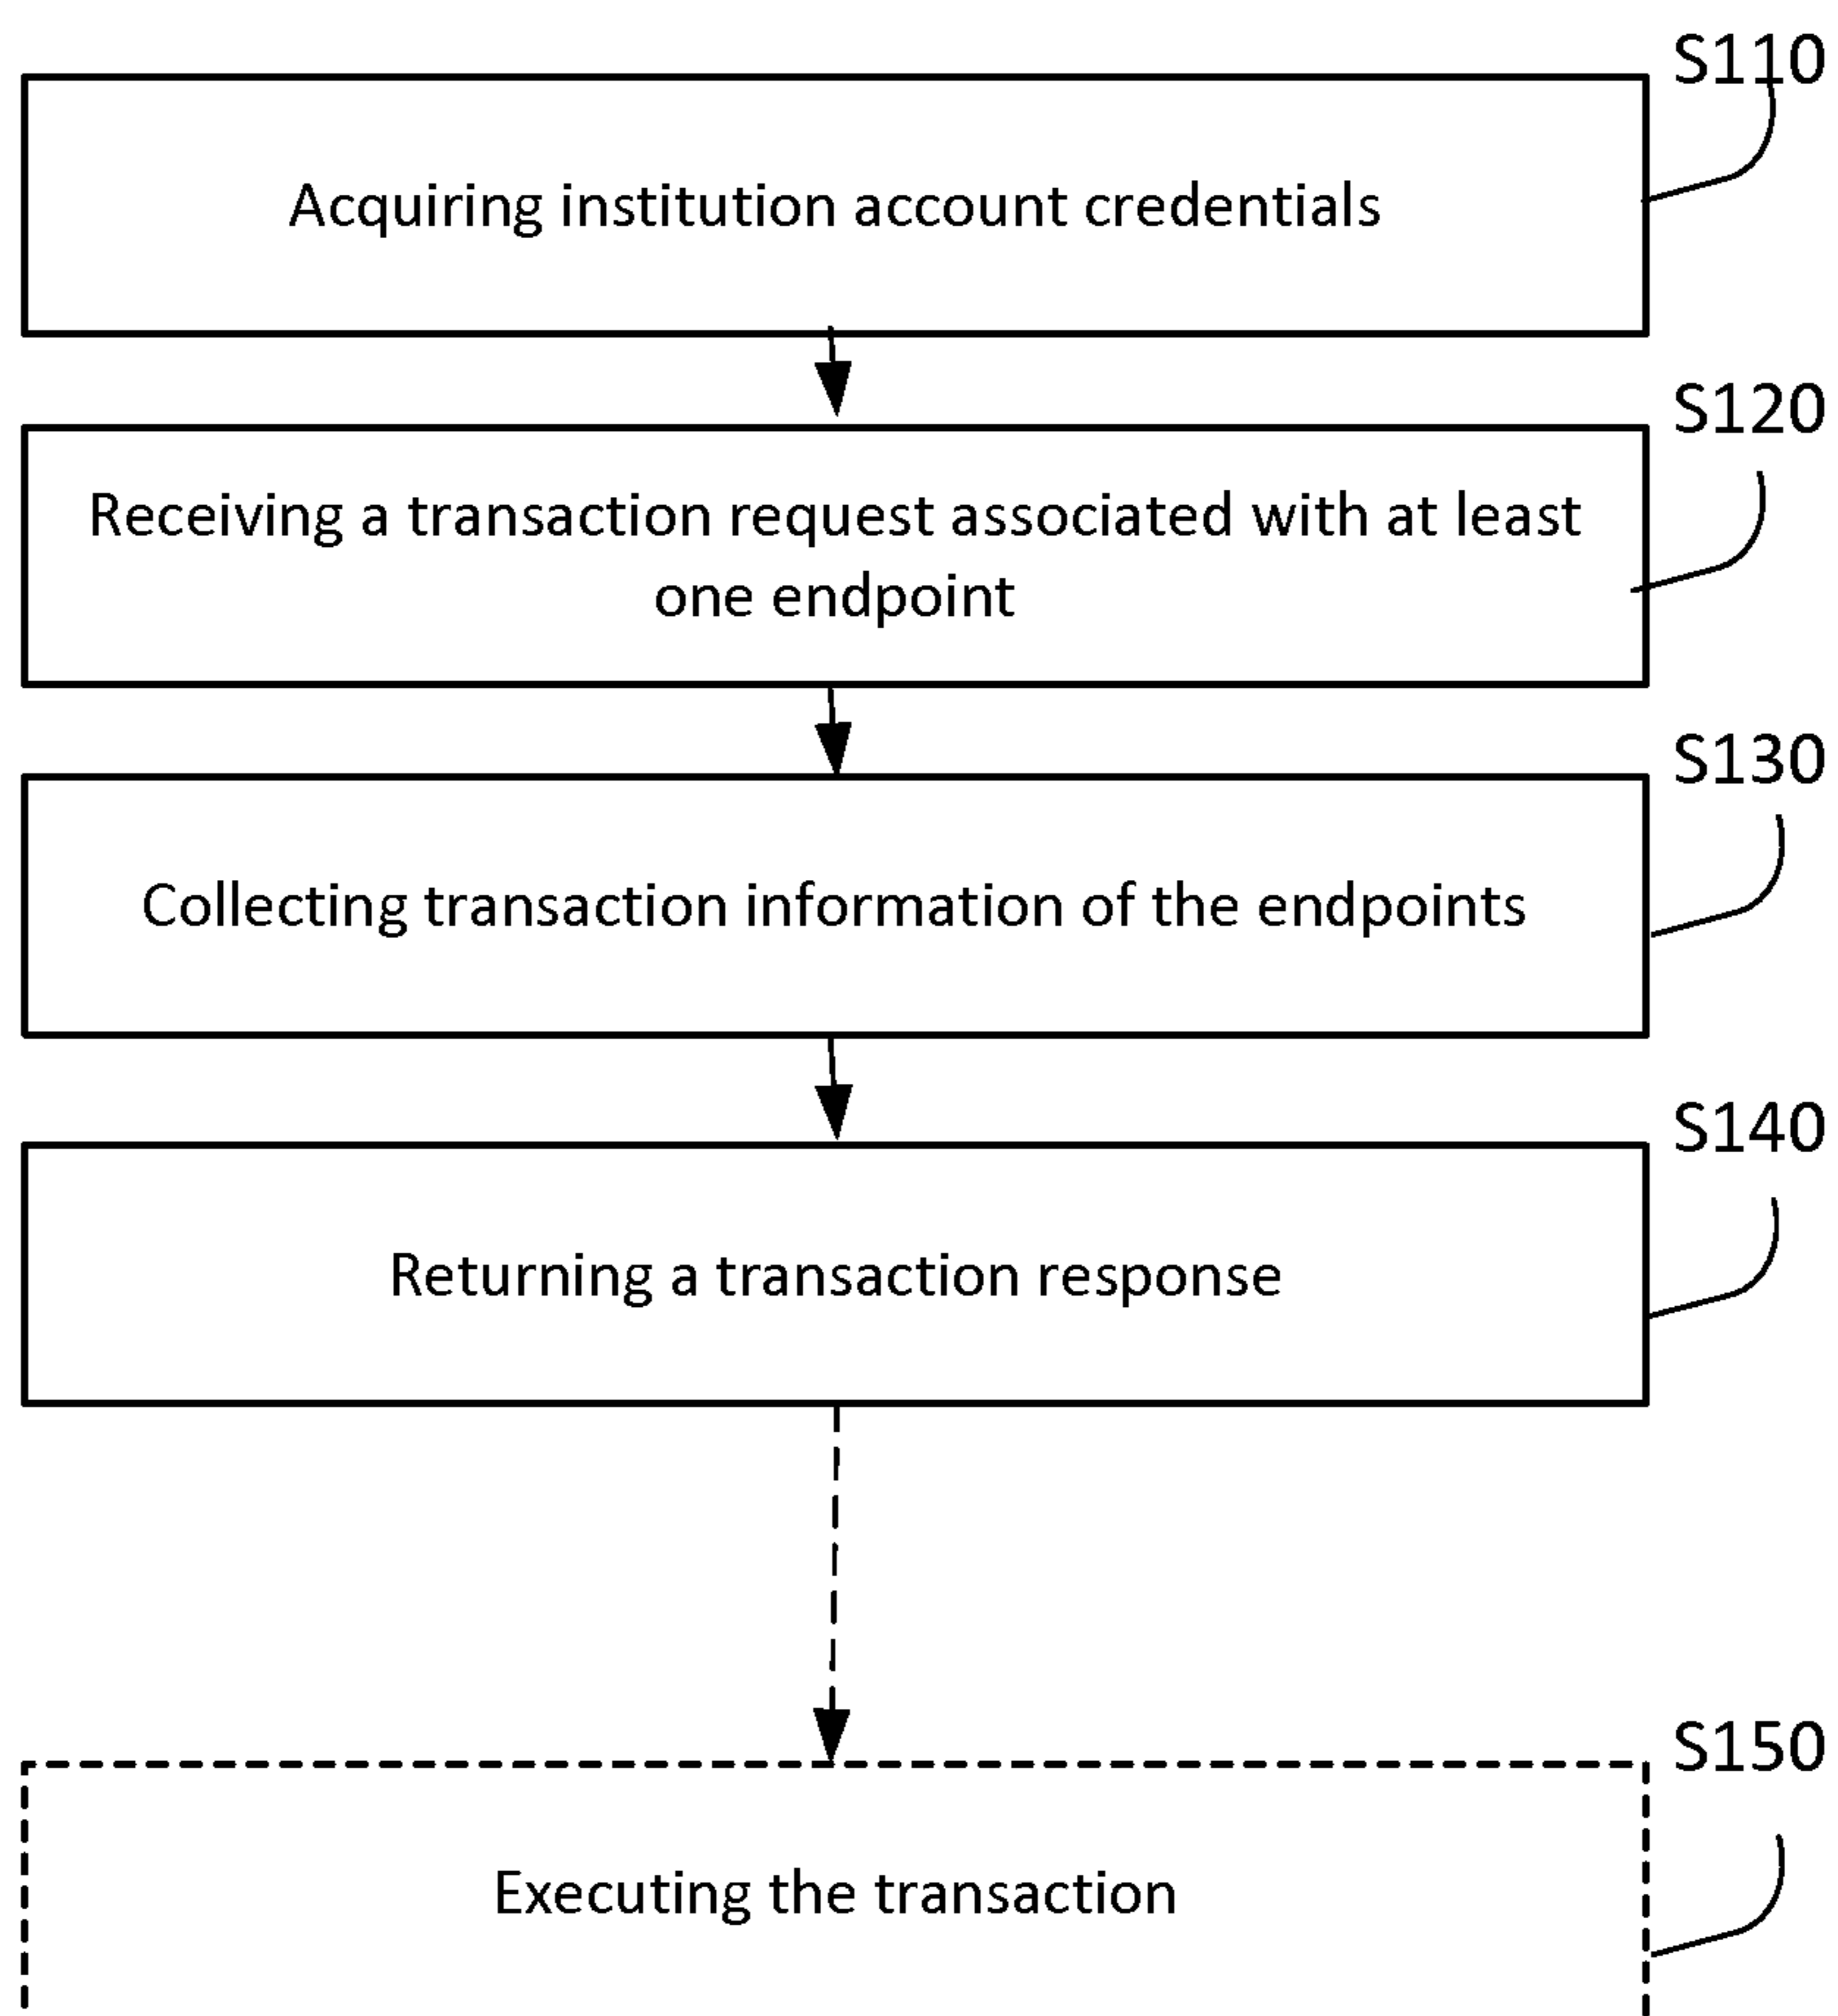 S110
Acquiring institution account credentials
S120
Receiving a transaction request associated with at least
one endpoint
S130
Collecting transaction information of the endpoints
S140
Returning a transaction response
S150
Executing the transaction